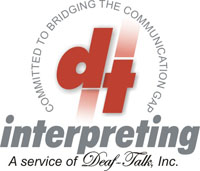 COMMITTED TO BRIDGING THE COMMUNICATION GAP
dt
interpreting
A service of Deaf-Talk, Inc.